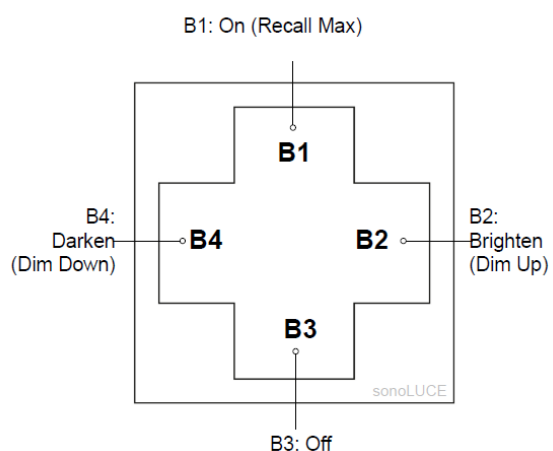 B1: On (Recall Max)
B1
B4:
Darken
(Dim Down)
B4
B2
B2:
Brighten
(Dim Up)
B3
sonoLUCE
B3: Off